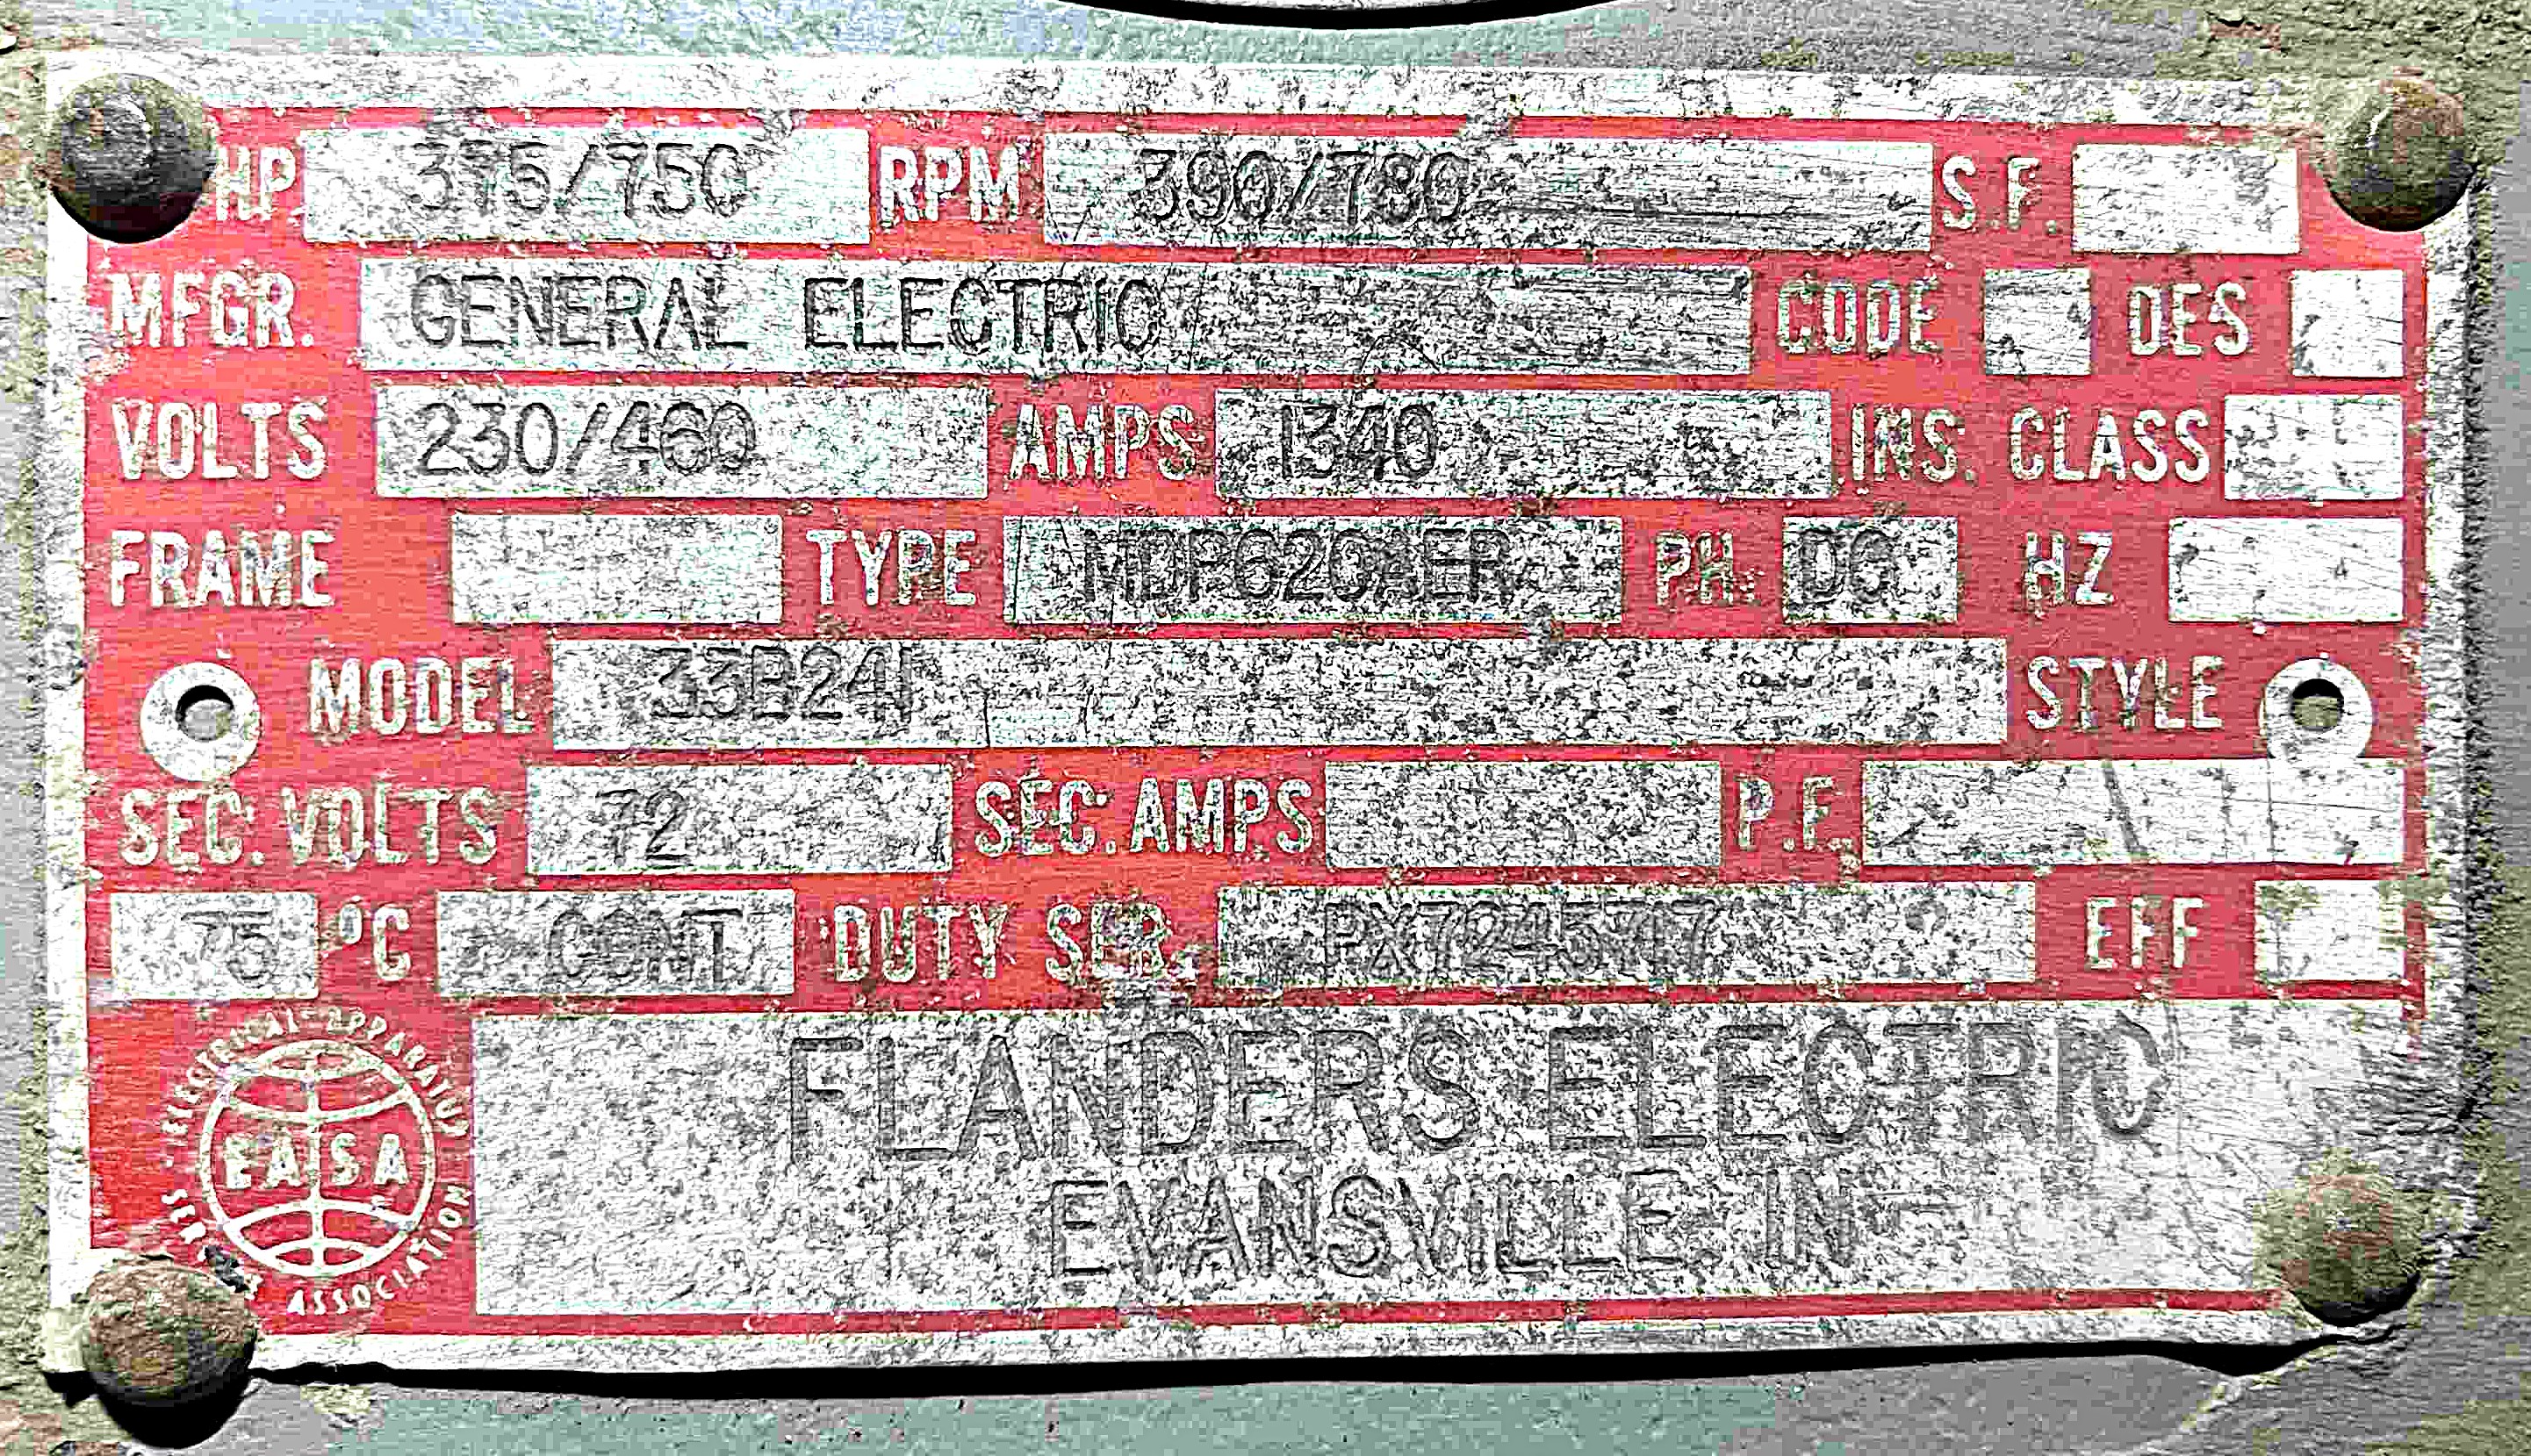 HP. 375/750 RPM 390/780 S.F.
MFGR. GENERAL ELECTRIC CODE DES
VOLTS 230/460 AMPS 1340 INS. CLASS
FRAME TYPE MDP620AER PH. DC HZ
MODEL 33B241 STYLE
SEC. VOLTS 72 SEC. AMPS P.F.
75 °C CONT DUTY SER. EFF
ELECTRICAL APPARATUS
EASA
SERVICE ASSOCIATION
FLANDERS ELECTRIC
EVANSVILLE, IN